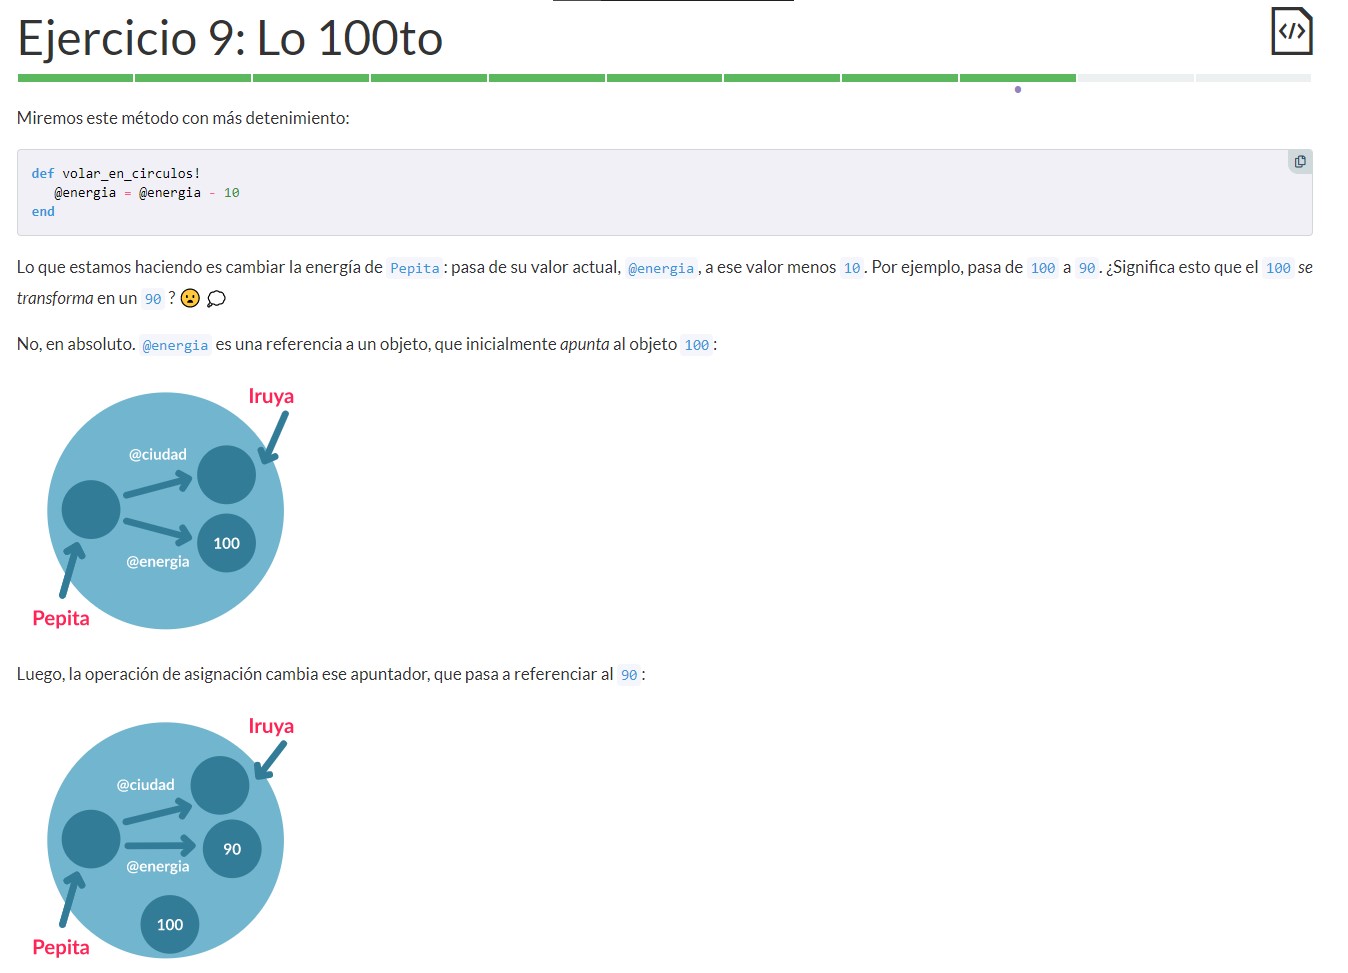 Ejercicio 9: Lo 100to
</>
Miremos este método con más detenimiento:
def volar_en_circulos!
@energia = @energia - 10
end
Lo que estamos haciendo es cambiar la energía de Pepita: pasa de su valor actual, @energia, a ese valor menos 10. Por ejemplo, pasa de 100 a 90. ¿Significa esto que el 100 se
transforma en un 90? 😮 💭
No, en absoluto. @energia es una referencia a un objeto, que inicialmente apunta al objeto 100:
Iruya
@ciudad
100
@energia
Pepita
Luego, la operación de asignación cambia ese apuntador, que pasa a referenciar al 90:
Iruya
@ciudad
90
@energia
100
Pepita